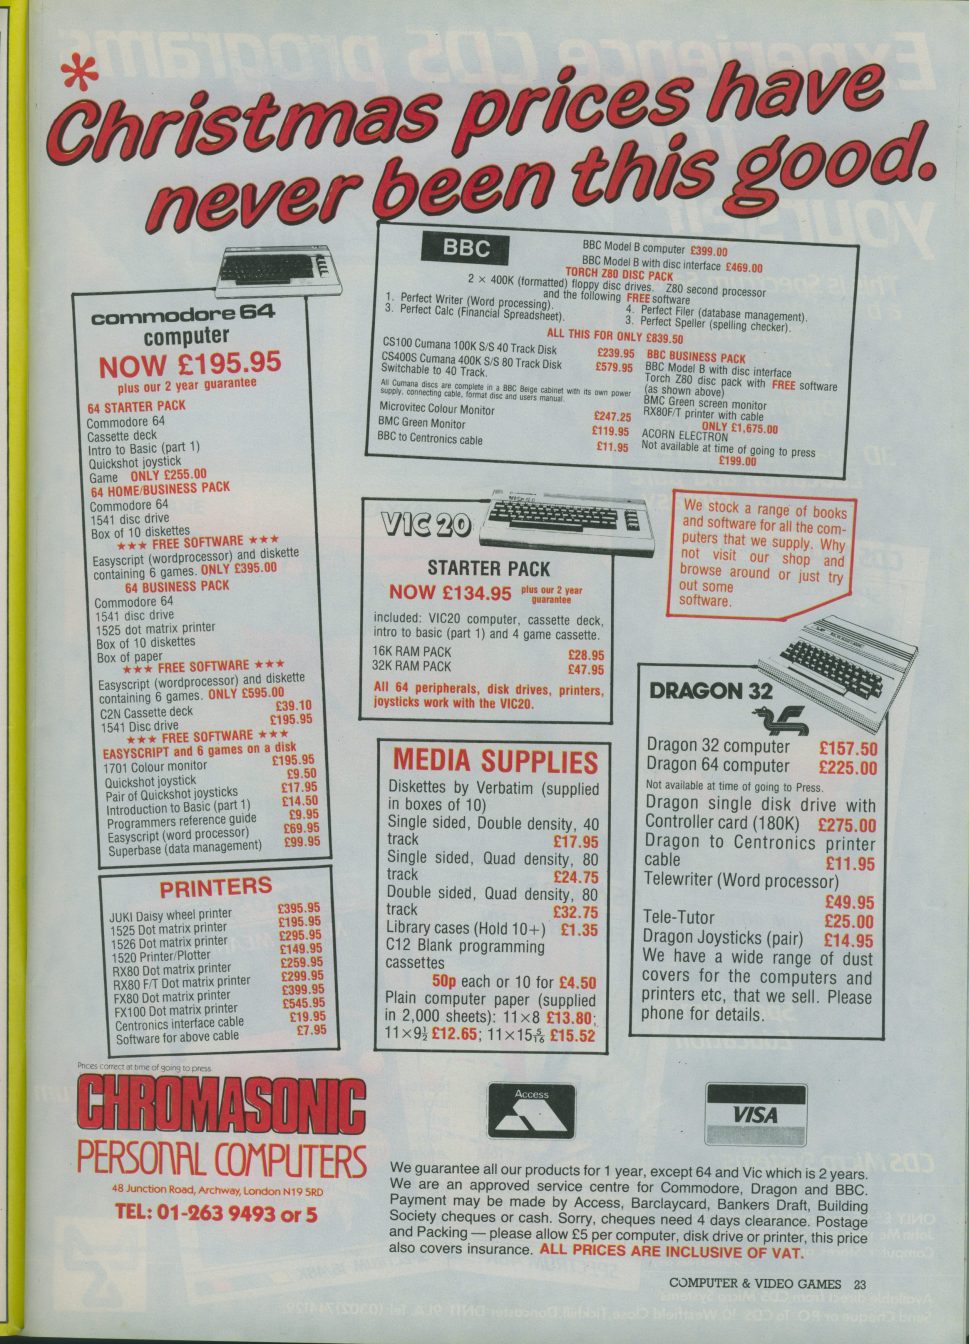 *
Christmas prices have
never been this good.
commodore 64
computer
NOW £195.95
plus our 2 year guarantee
64 STARTER PACK
Commodore 64
Cassette deck
Intro to Basic (part 1)
Quickshot joystick
Game ONLY £255.00
64 HOME/BUSINESS PACK
Commodore 64
1541 disc drive
Box of 10 diskettes
★★★ FREE SOFTWARE ★★★
Easyscript (wordprocessor) and diskette
containing 6 games. ONLY £395.00
64 BUSINESS PACK
Commodore 64
1541 disc drive
1525 dot matrix printer
Box of 10 diskettes
Box of paper
★★★ FREE SOFTWARE ★★★
Easyscript (wordprocessor) and diskette
containing 6 games. ONLY £595.00
C2N Cassette deck £39.10
1541 Disc drive £195.95
★★★ FREE SOFTWARE ★★★
EASYSCRIPT and 6 games on a disk
1701 Colour monitor £195.95
Quickshot joystick £9.50
Pair of Quickshot joysticks £17.95
Introduction to Basic (part 1) £14.50
Programmers reference guide £9.95
Easyscript (word processor) £69.95
Superbase (data management) £99.95
PRINTERS
JUKI Daisy wheel printer £395.95
1525 Dot matrix printer £195.95
1526 Dot matrix printer £295.95
1520 Printer/Plotter £149.95
RX80 Dot matrix printer £259.95
RX80 F/T Dot matrix printer £299.95
FX80 Dot matrix printer £399.95
FX100 Dot matrix printer £545.95
Centronics interface cable £19.95
Software for above cable £7.95
BBC
BBC Model B computer £399.00
BBC Model B with disc interface £469.00
TORCH Z80 DISC PACK
2 × 400K (formatted) floppy disc drives. Z80 second processor
and the following FREE software
1. Perfect Writer (Word processing). 4. Perfect Filer (database management).
3. Perfect Calc (Financial Spreadsheet). 3. Perfect Speller (spelling checker).
ALL THIS FOR ONLY £839.50
CS100 Cumana 100K S/S 40 Track Disk £239.95
CS400S Cumana 400K S/S 80 Track Disk £579.95
Switchable to 40 Track.
All Cumana discs are complete in a BBC Beige cabinet with its own power
supply. connecting cable, format disc and users manual.
Microvitec Colour Monitor £247.25
BMC Green Monitor £119.95
BBC to Centronics cable £11.95
BBC BUSINESS PACK
BBC Model B with disc interface
Torch Z80 disc pack with FREE software
(as shown above)
BMC Green screen monitor
RX80F/T printer with cable
ONLY £1,675.00
ACORN ELECTRON
Not available at time of going to press
£199.00
VIC 20
STARTER PACK
NOW £134.95 plus our 2 year
guarantee
included: VIC20 computer, cassette deck,
intro to basic (part 1) and 4 game cassette.
16K RAM PACK £28.95
32K RAM PACK £47.95
All 64 peripherals, disk drives, printers,
joysticks work with the VIC20.
We stock a range of books
and software for all the com-
puters that we supply. Why
not visit our shop and
browse around or just try
out some
software.
MEDIA SUPPLIES
Diskettes by Verbatim (supplied
in boxes of 10)
Single sided, Double density, 40
track £17.95
Single sided, Quad density, 80
track £24.75
Double sided, Quad density, 80
track £32.75
Library cases (Hold 10+) £1.35
C12 Blank programming
cassettes
50p each or 10 for £4.50
Plain computer paper (supplied
in 2,000 sheets): 11×8 £13.80;
11×9½ £12.65; 11×15 5/16 £15.52
DRAGON 32
Dragon 32 computer £157.50
Dragon 64 computer £225.00
Not available at time of going to Press.
Dragon single disk drive with
Controller card (180K) £275.00
Dragon to Centronics printer
cable £11.95
Telewriter (Word processor)
£49.95
Tele-Tutor £25.00
Dragon Joysticks (pair) £14.95
We have a wide range of dust
covers for the computers and
printers etc, that we sell. Please
phone for details.
Prices correct at time of going to press
CHROMASONIC
PERSONAL COMPUTERS
48 Junction Road, Archway, London N19 5RD
TEL: 01-263 9493 or 5
Access
VISA
We guarantee all our products for 1 year, except 64 and Vic which is 2 years.
We are an approved service centre for Commodore, Dragon and BBC.
Payment may be made by Access, Barclaycard, Bankers Draft, Building
Society cheques or cash. Sorry, cheques need 4 days clearance. Postage
and Packing — please allow £5 per computer, disk drive or printer, this price
also covers insurance. ALL PRICES ARE INCLUSIVE OF VAT.
COMPUTER & VIDEO GAMES 23